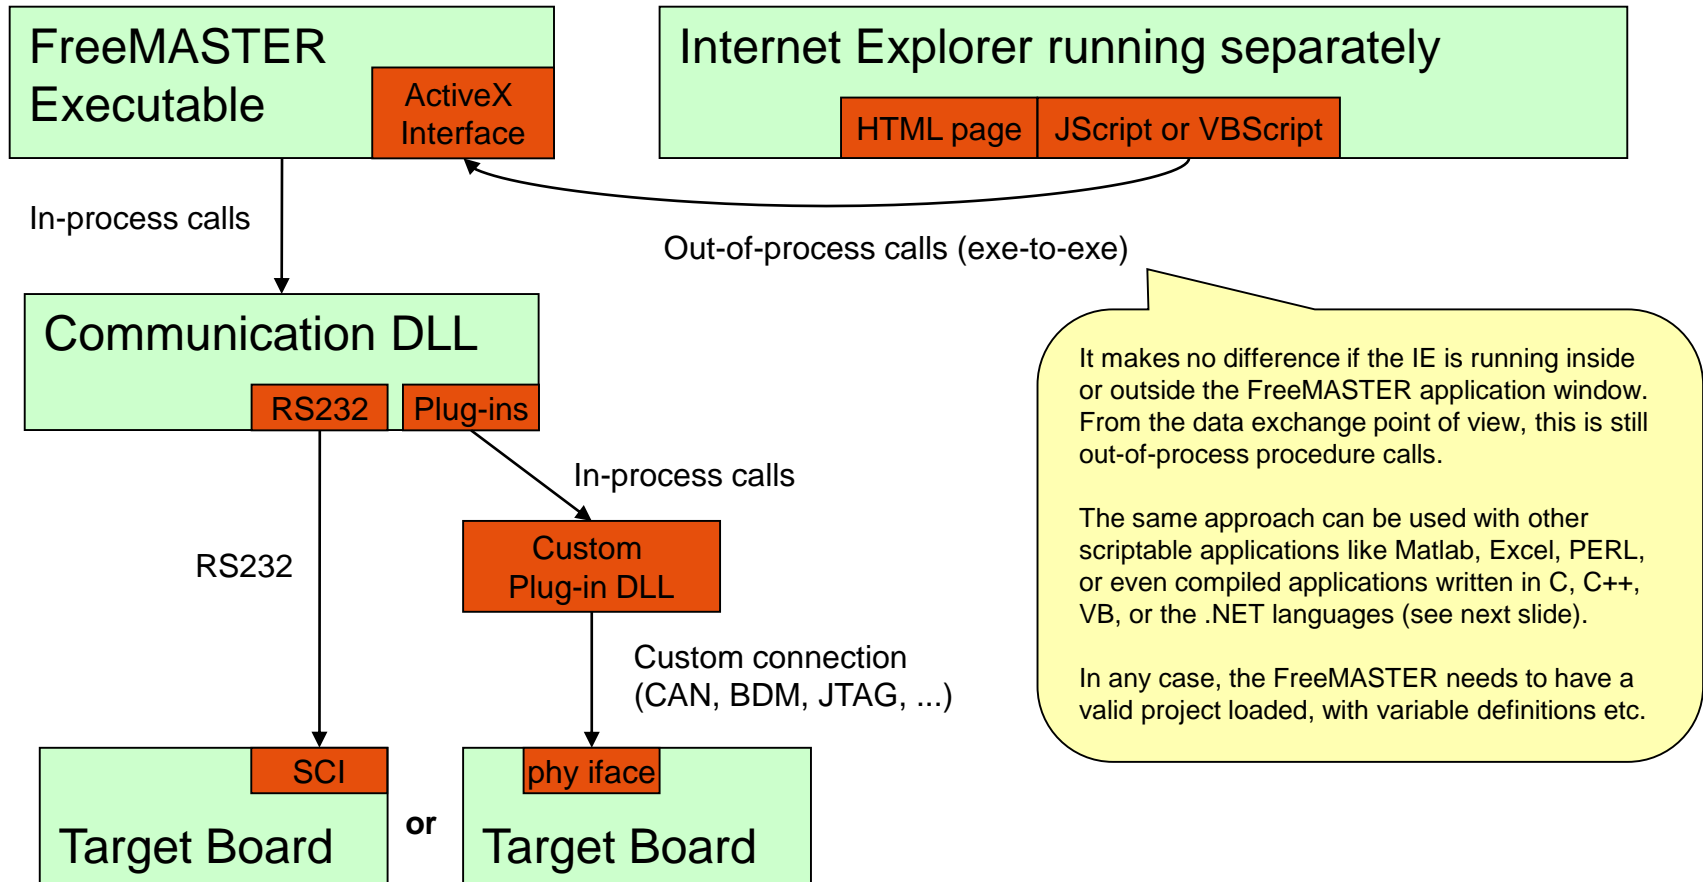 FreeMASTER
Executable
ActiveX
Interface
Internet Explorer running separately
HTML page
JScript or VBScript
In-process calls
Out-of-process calls (exe-to-exe)
Communication DLL
RS232
Plug-ins
In-process calls
Custom
Plug-in DLL
RS232
Custom connection
(CAN, BDM, JTAG, ...)
SCI
Target Board
or
phy iface
Target Board
It makes no difference if the IE is running inside
or outside the FreeMASTER application window.
From the data exchange point of view, this is still
out-of-process procedure calls.
The same approach can be used with other
scriptable applications like Matlab, Excel, PERL,
or even compiled applications written in C, C++,
VB, or the .NET languages (see next slide).
In any case, the FreeMASTER needs to have a
valid project loaded, with variable definitions etc.